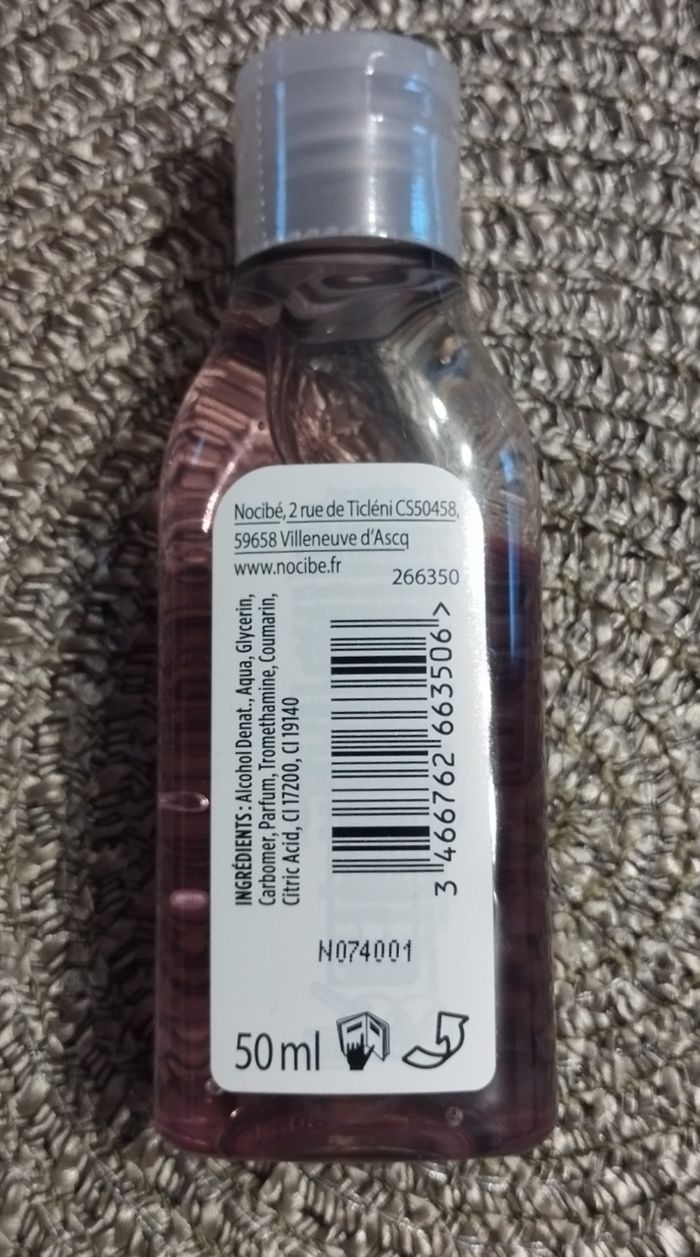 Nocibé, 2 rue de Ticléni CS50458,
59658 Villeneuve d'Ascq
www.nocibe.fr
266350
INGRÉDIENTS : Alcohol Denat., Aqua, Glycerin,
Carbomer, Parfum, Tromethamine, Coumarin,
Citric Acid, CI 17200, CI 19140
3 466762 663506 >
N074001
50 ml